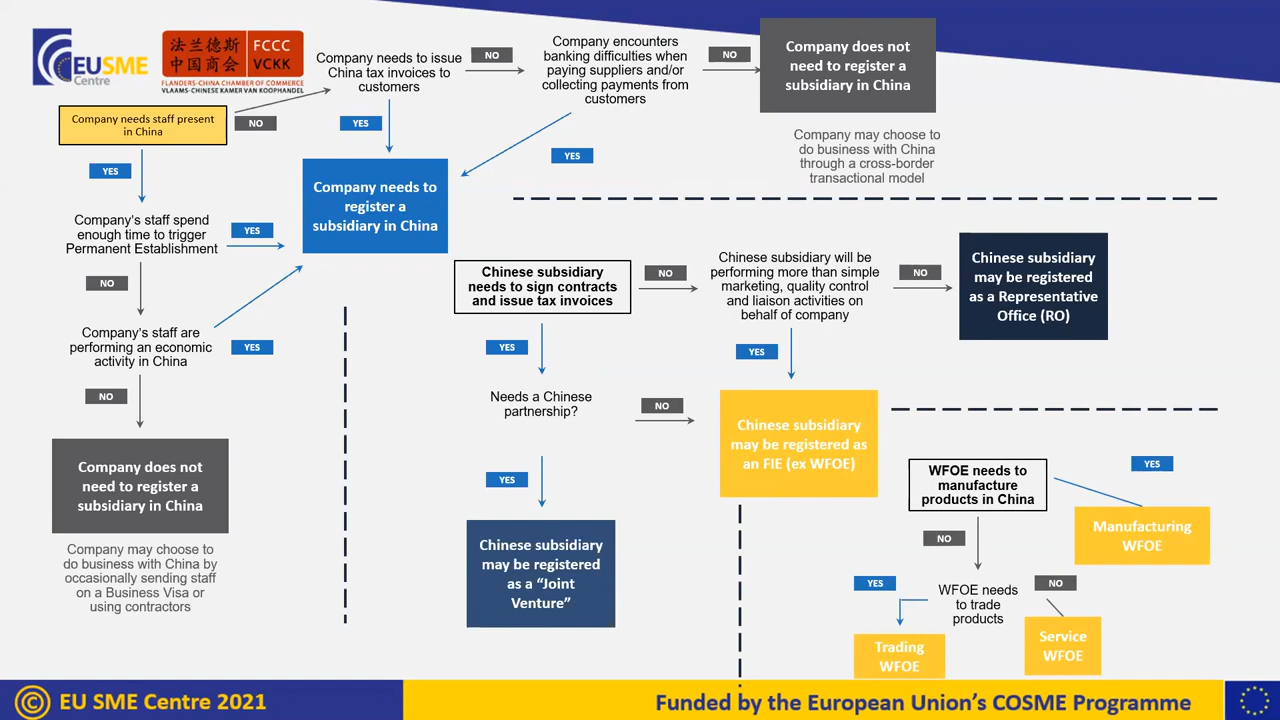 EUSME
Centre
法兰德斯
中国商会
FCCC
VCKK
FLANDERS-CHINA CHAMBER OF COMMERCE
VLAAMS-CHINESE KAMER VAN KOOPHANDEL
Company needs staff present
in China
NO
Company needs to issue
China tax invoices to
customers
NO
Company encounters
banking difficulties when
paying suppliers and/or
collecting payments from
customers
NO
Company does not
need to register a
subsidiary in China
Company may choose to
do business with China
through a cross-border
transactional model
YES
YES
YES
Company needs to
register a
subsidiary in China
Company's staff spend
enough time to trigger
Permanent Establishment
YES
NO
Company's staff are
performing an economic
activity in China
YES
NO
Company does not
need to register a
subsidiary in China
Company may choose to
do business with China by
occasionally sending staff
on a Business Visa or
using contractors
Chinese subsidiary
needs to sign contracts
and issue tax invoices
NO
Chinese subsidiary will be
performing more than simple
marketing, quality control
and liaison activities on
behalf of company
NO
Chinese subsidiary
may be registered
as a Representative
Office (RO)
YES
YES
Needs a Chinese
partnership?
NO
Chinese subsidiary
may be registered as
an FIE (ex WFOE)
YES
Chinese subsidiary
may be registered
as a “Joint
Venture”
WFOE needs to
manufacture
products in China
YES
Manufacturing
WFOE
NO
WFOE needs
to trade
products
YES
NO
Trading
WFOE
Service
WFOE
© EU SME Centre 2021
Funded by the European Union's COSME Programme